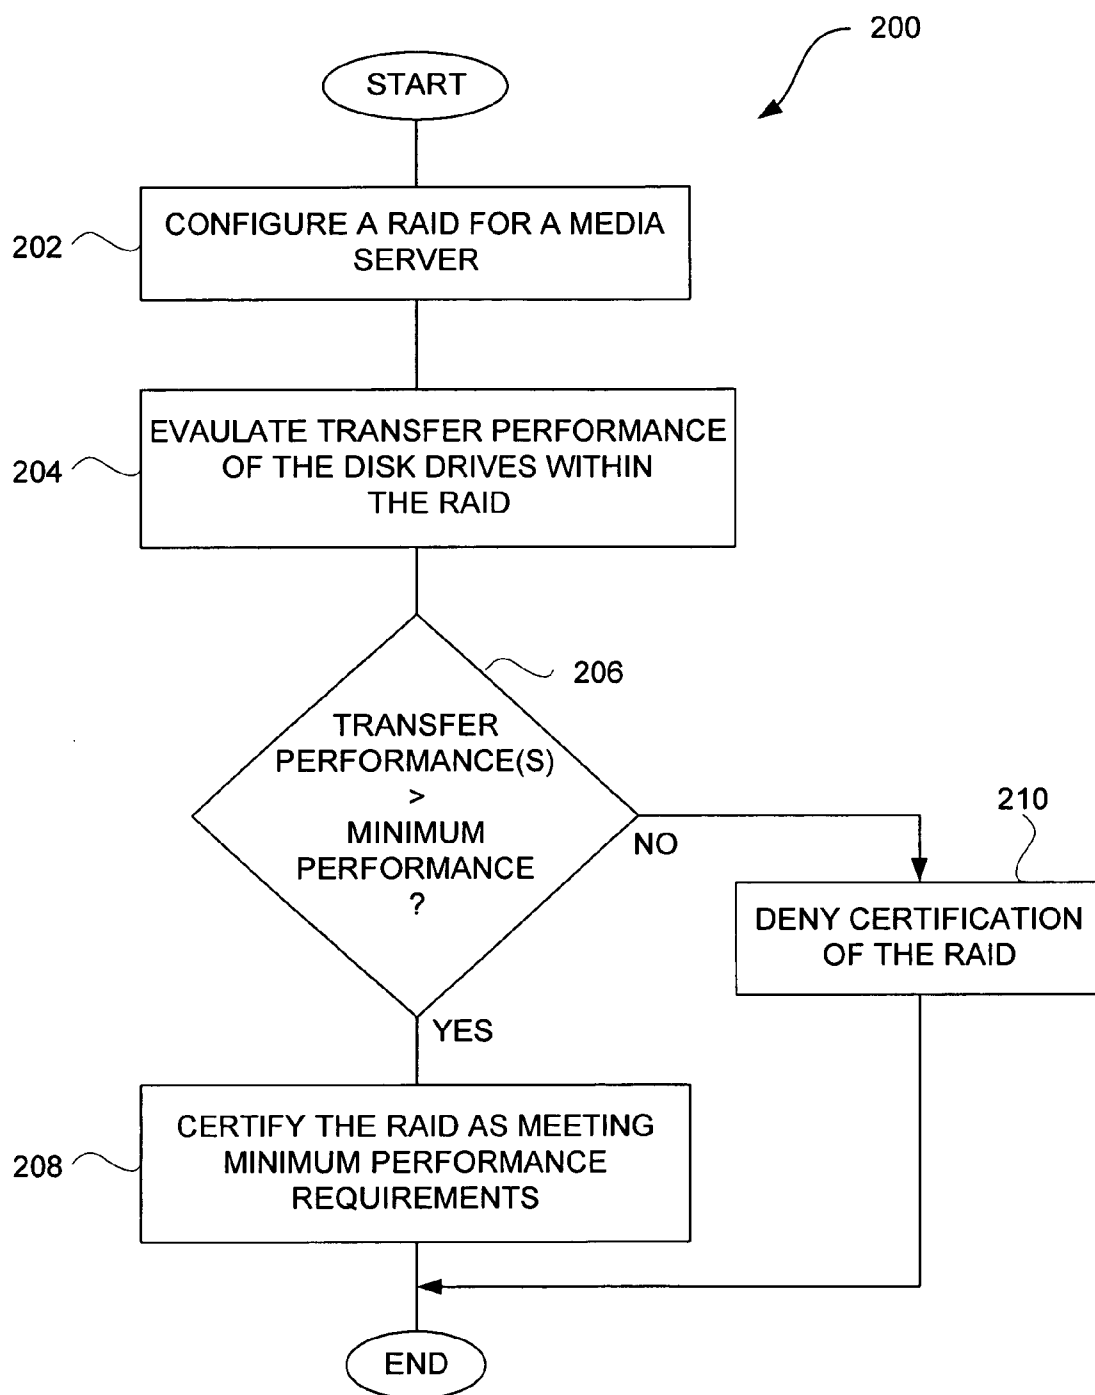 200
START
202
CONFIGURE A RAID FOR A MEDIA
SERVER
204
EVAULATE TRANSFER PERFORMANCE
OF THE DISK DRIVES WITHIN
THE RAID
206
TRANSFER
PERFORMANCE(S)
>
MINIMUM
PERFORMANCE
?
NO
210
DENY CERTIFICATION
OF THE RAID
YES
208
CERTIFY THE RAID AS MEETING
MINIMUM PERFORMANCE
REQUIREMENTS
END